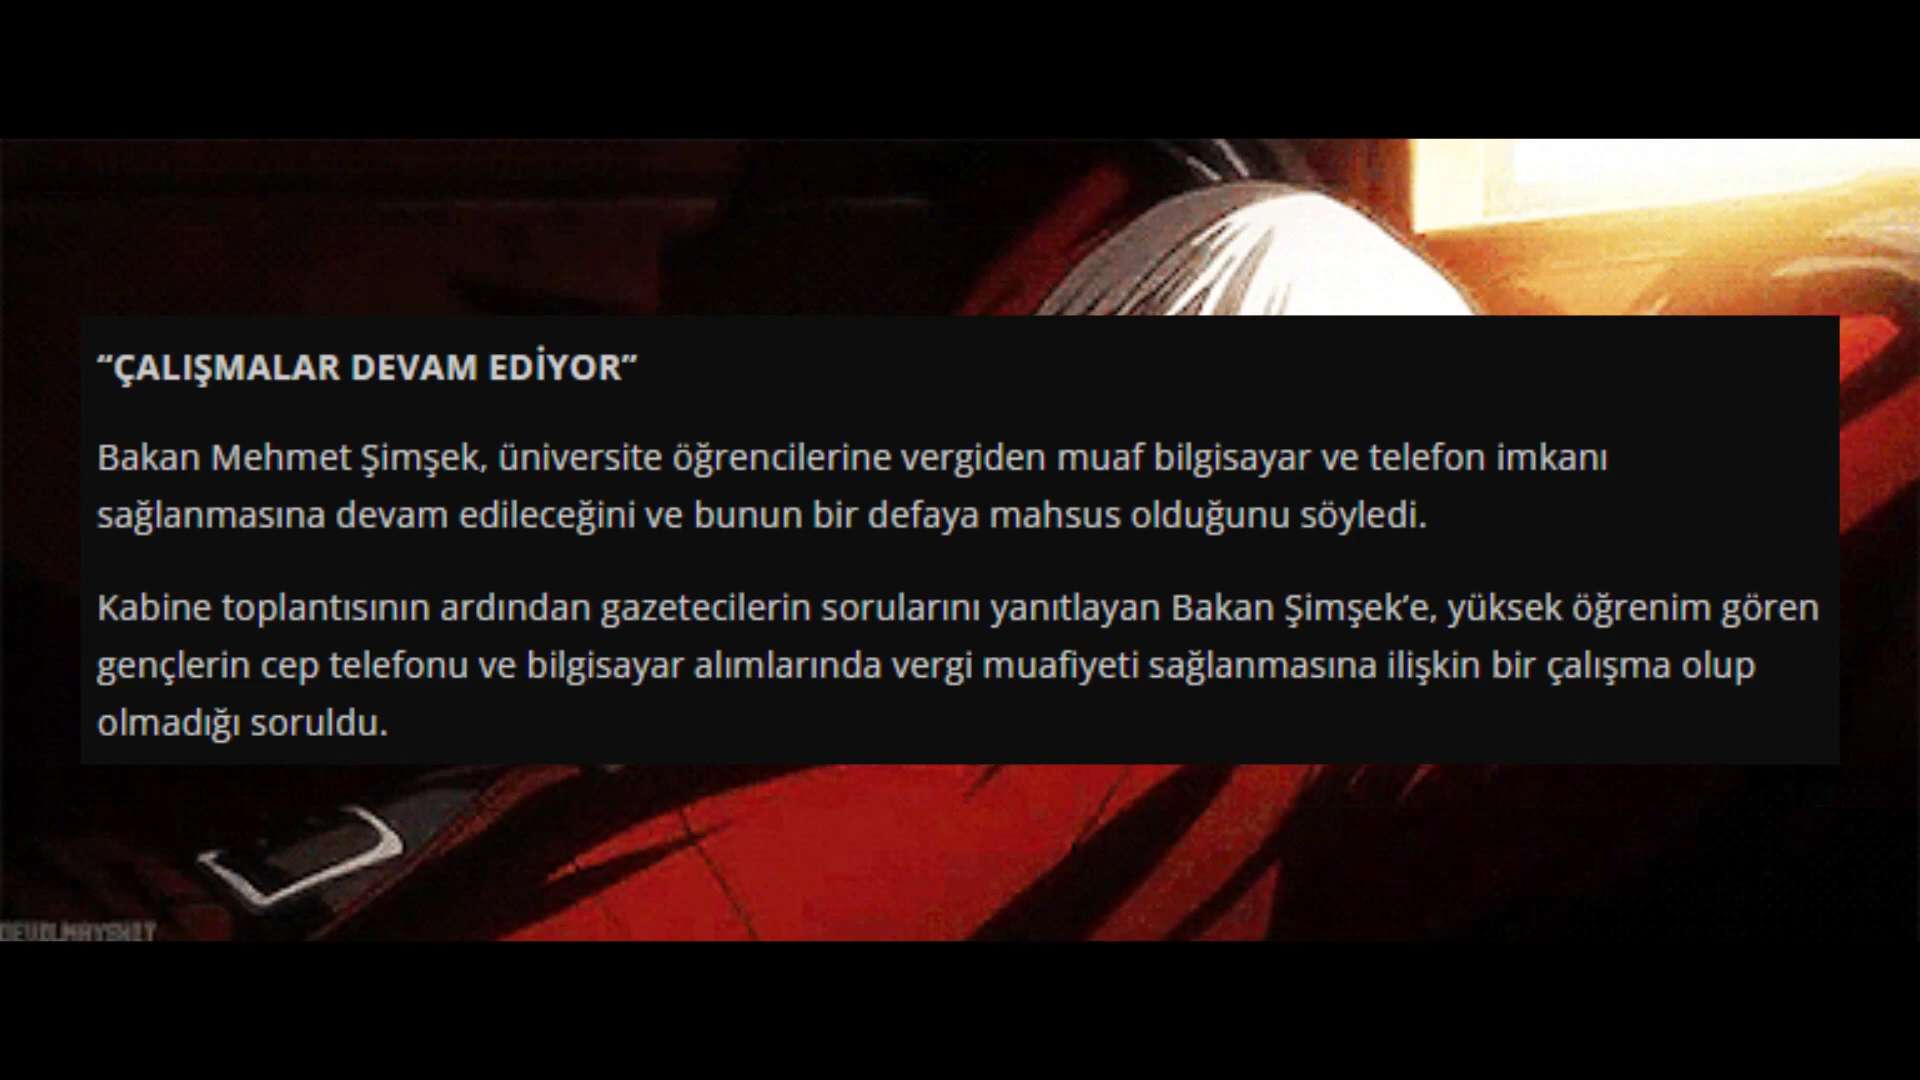 “ÇALIŞMALAR DEVAM EDİYOR”
Bakan Mehmet Şimşek, üniversite öğrencilerine vergiden muaf bilgisayar ve telefon imkanı
sağlanmasına devam edileceğini ve bunun bir defaya mahsus olduğunu söyledi.
Kabine toplantısının ardından gazetecilerin sorularını yanıtlayan Bakan Şimşek’e, yüksek öğrenim gören
gençlerin cep telefonu ve bilgisayar alımlarında vergi muafiyeti sağlanmasına ilişkin bir çalışma olup
olmadığı soruldu.